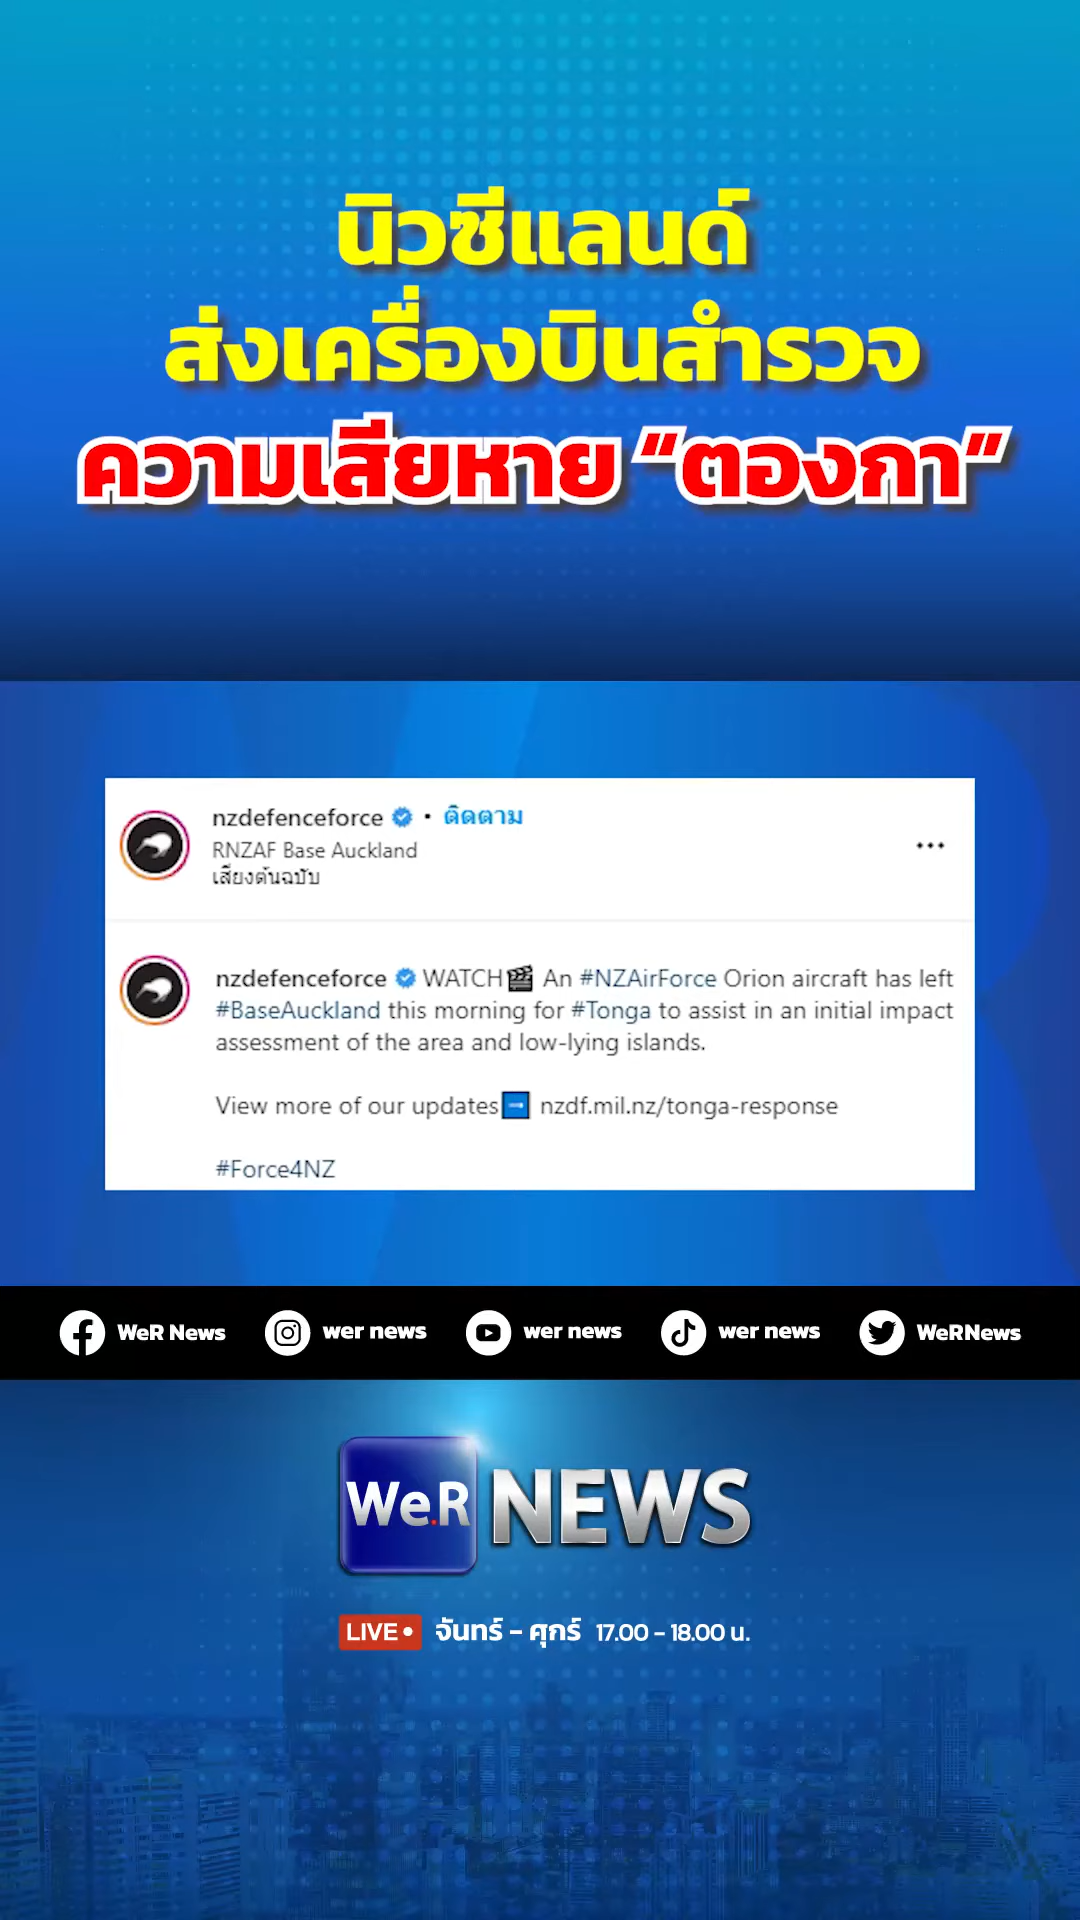 นิวซีแลนด์
ส่งเครื่องบินสำรวจ
ความเสียหาย “ตองกา”
nzdefenceforce • ติดตาม
RNZAF Base Auckland
เสียงต้นฉบับ
nzdefenceforce WATCH🎬 An #NZAirForce Orion aircraft has left
#BaseAuckland this morning for #Tonga to assist in an initial impact
assessment of the area and low-lying islands.
View more of our updates➡️ nzdf.mil.nz/tonga-response
#Force4NZ
WeR News wer news wer news wer news WeRNews
We.R NEWS
LIVE• จันทร์ - ศุกร์ 17.00 - 18.00 น.